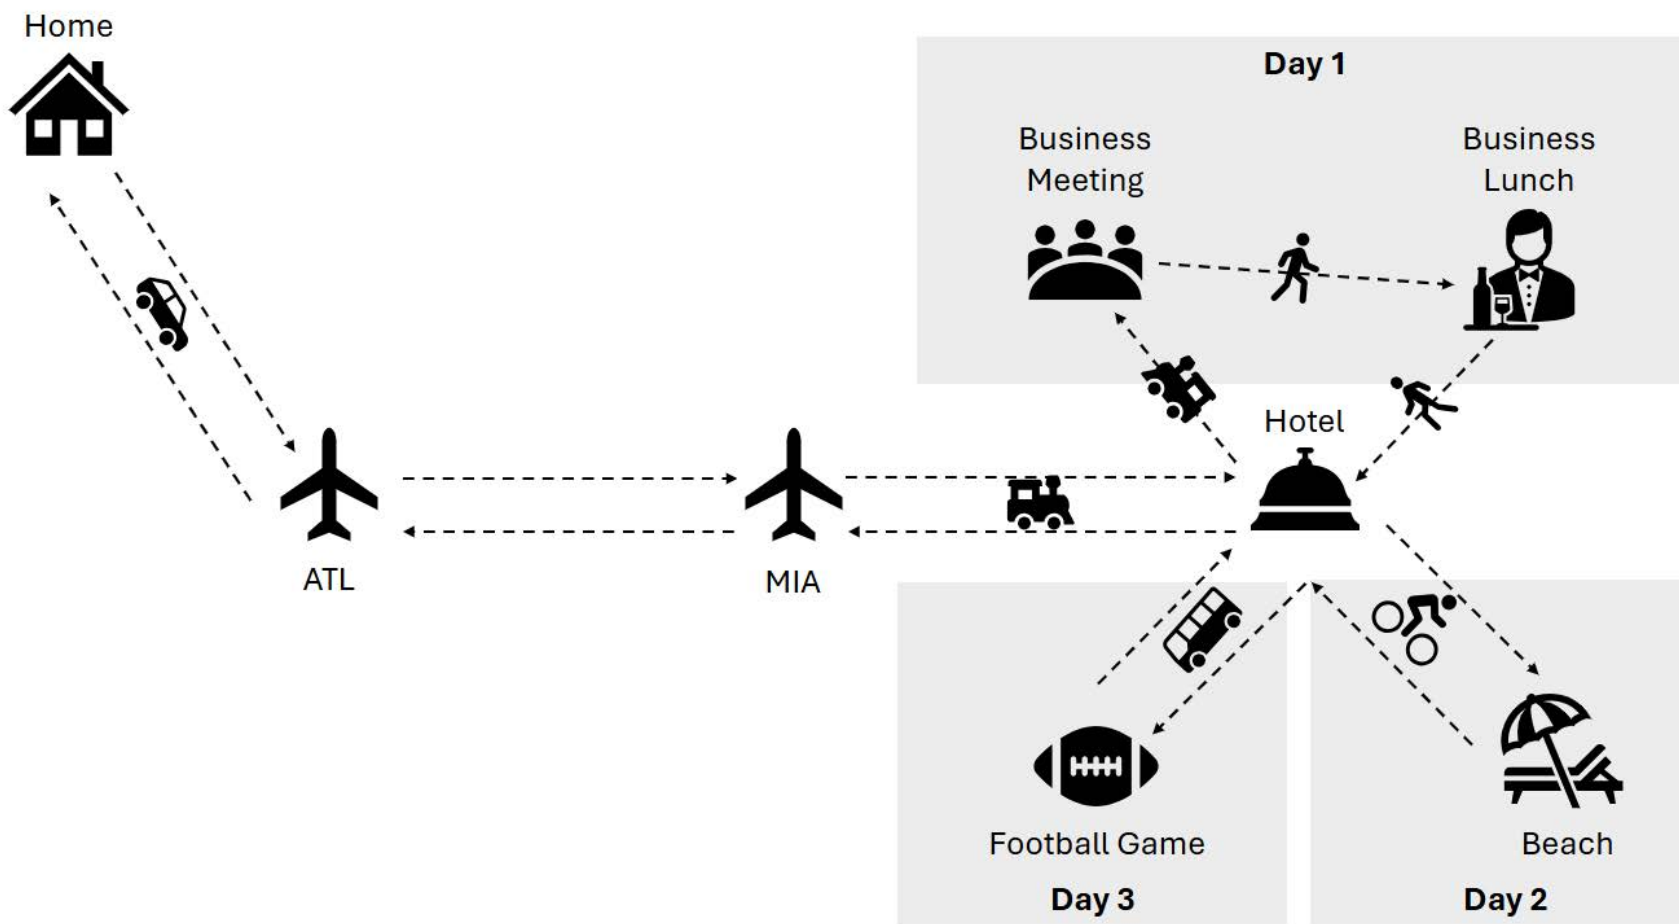 Home
Day 1
Business
Meeting
Business
Lunch
Hotel
ATL
MIA
Football Game
Day 3
Beach
Day 2